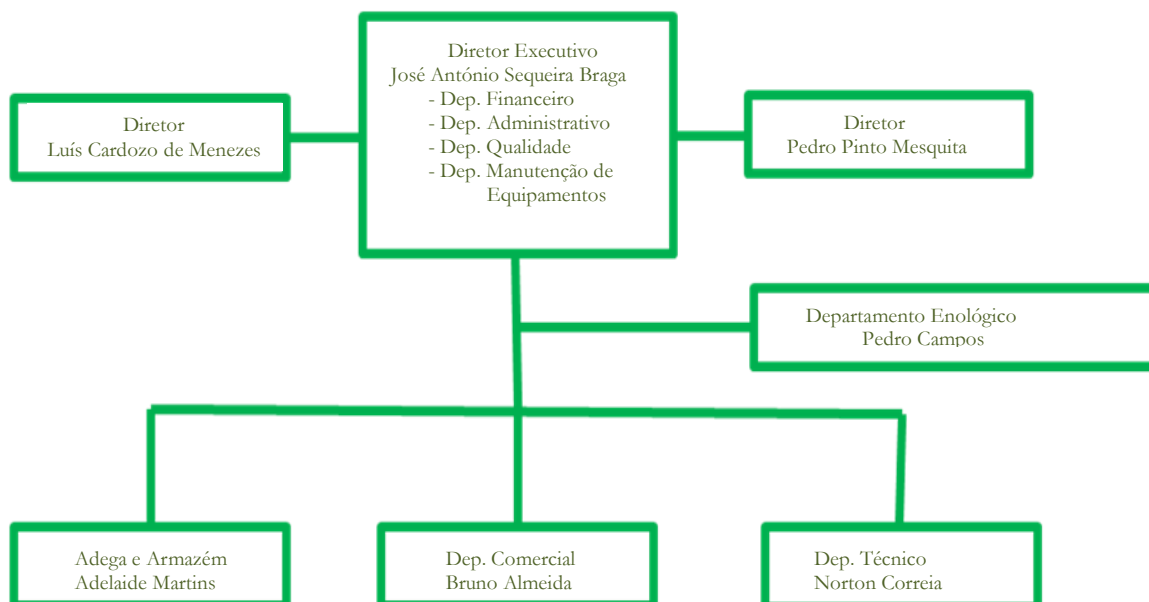 Diretor Executivo
José António Sequeira Braga
- Dep. Financeiro
- Dep. Administrativo
- Dep. Qualidade
- Dep. Manutenção de
Equipamentos
Diretor
Luís Cardozo de Menezes
Diretor
Pedro Pinto Mesquita
Departamento Enológico
Pedro Campos
Adega e Armazém
Adelaide Martins
Dep. Comercial
Bruno Almeida
Dep. Técnico
Norton Correia